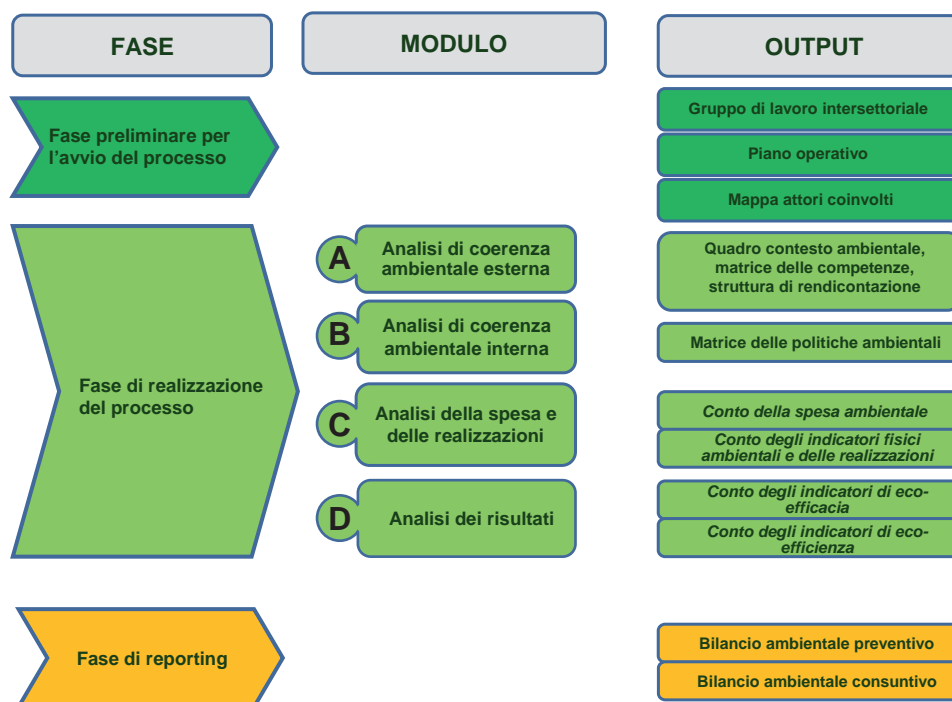 FASE
MODULO
OUTPUT
Fase preliminare per
l'avvio del processo
Gruppo di lavoro intersettoriale
Piano operativo
Mappa attori coinvolti
Fase di realizzazione
del processo
A
Analisi di coerenza
ambientale esterna
Quadro contesto ambientale,
matrice delle competenze,
struttura di rendicontazione
B
Analisi di coerenza
ambientale interna
Matrice delle politiche ambientali
C
Analisi della spesa e
delle realizzazioni
Conto della spesa ambientale
Conto degli indicatori fisici
ambientali e delle realizzazioni
D
Analisi dei risultati
Conto degli indicatori di eco-
efficacia
Conto degli indicatori di eco-
efficienza
Fase di reporting
Bilancio ambientale preventivo
Bilancio ambientale consuntivo